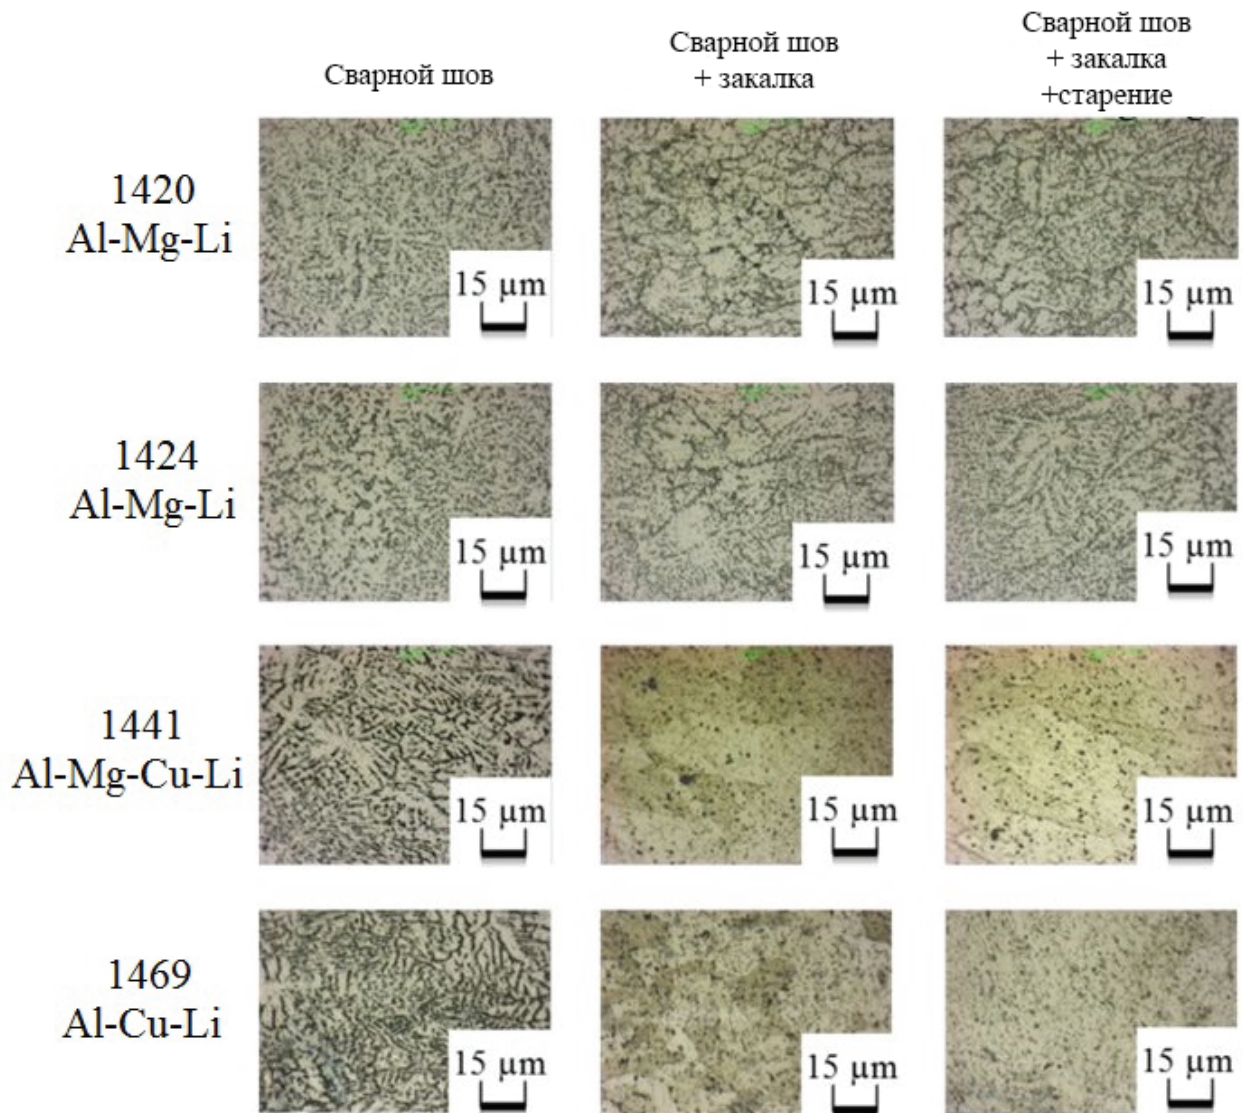 Сварной шов
Сварной шов
+ закалка
Сварной шов
+ закалка
+старение
1420
Al-Mg-Li
15 µm
15 µm
15 µm
1424
Al-Mg-Li
15 µm
15 µm
15 µm
1441
Al-Mg-Cu-Li
15 µm
15 µm
15 µm
1469
Al-Cu-Li
15 µm
15 µm
15 µm